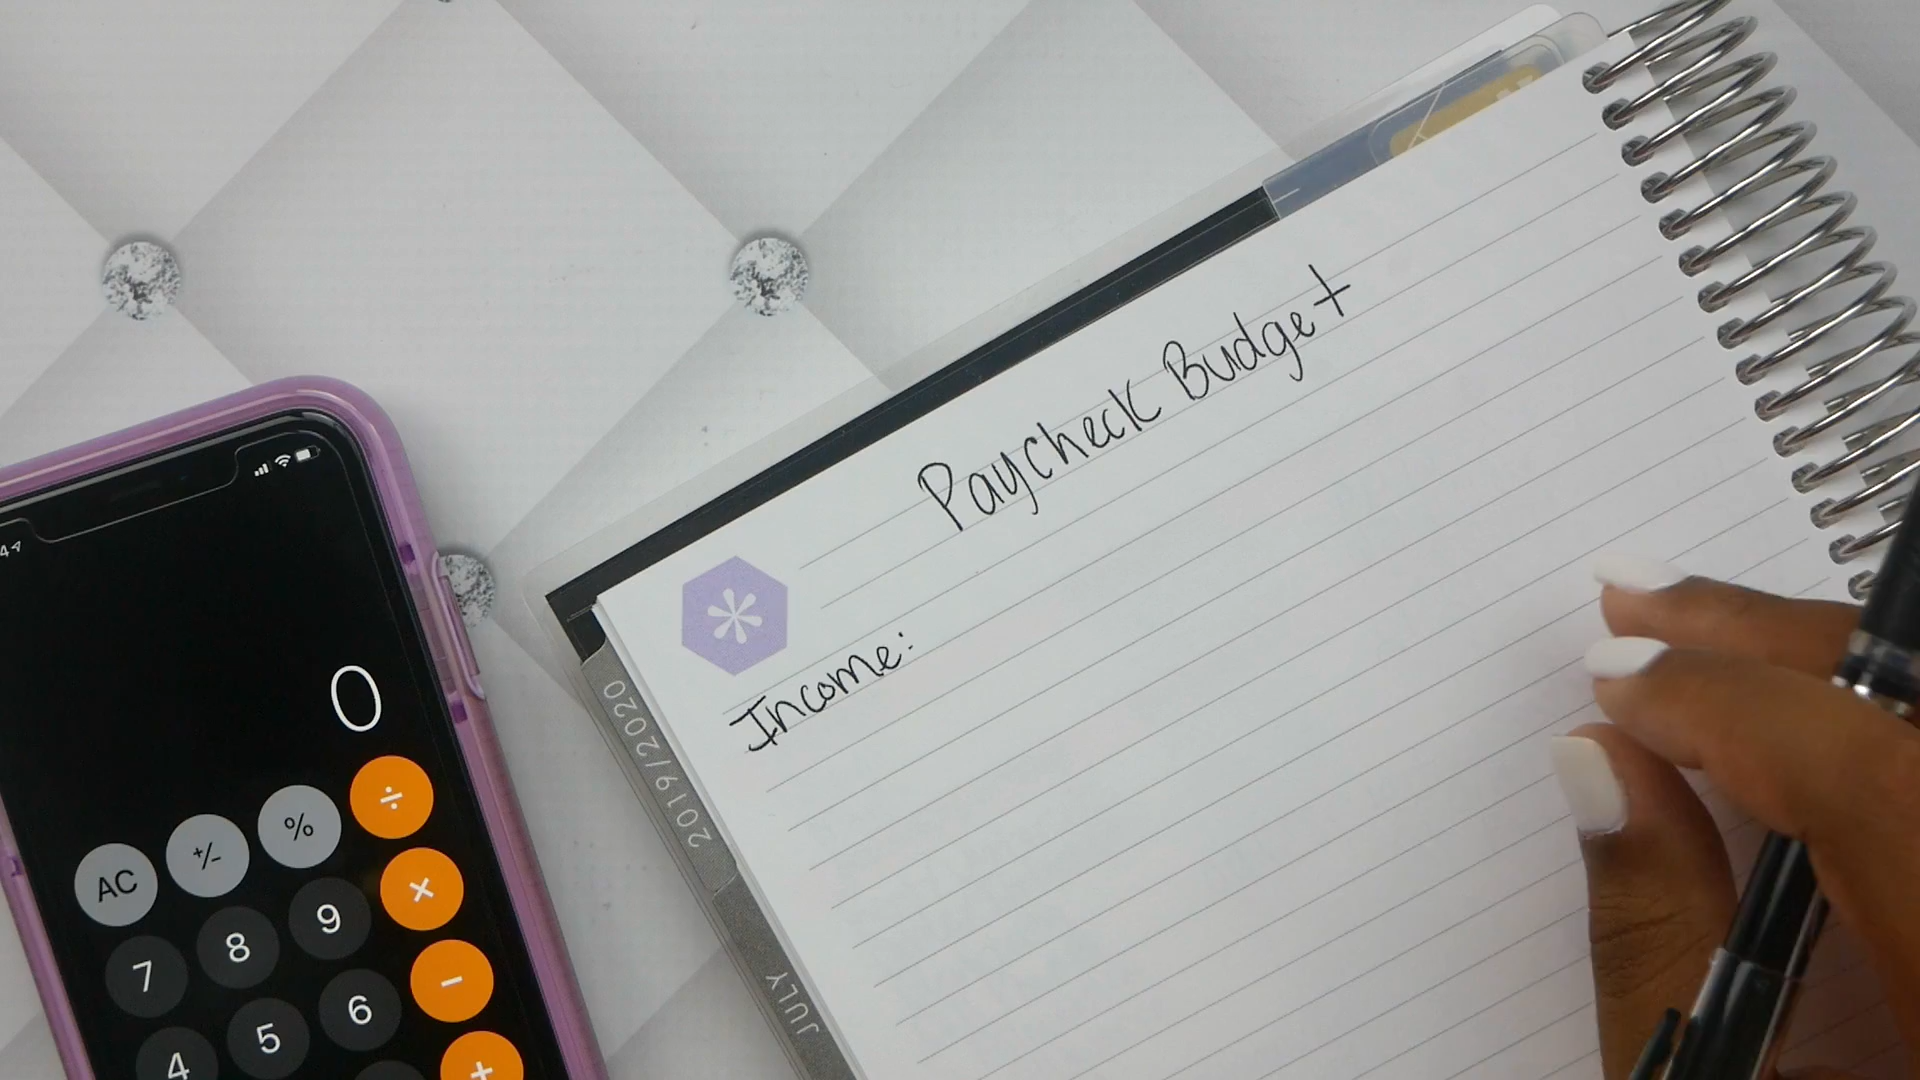 Paycheck Budget
Income:
2019/2020
JULY
0
AC +/- % ÷
7 8 9 ×
4 5 6 −
+